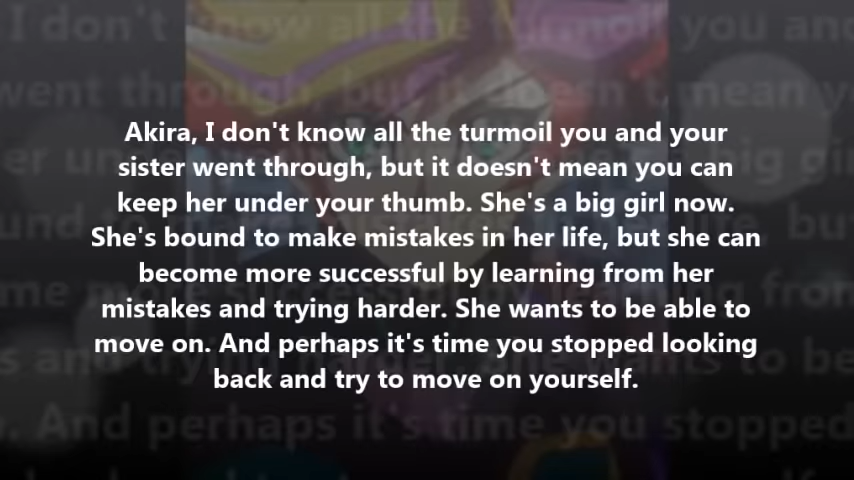 Akira, I don't know all the turmoil you and your
sister went through, but it doesn't mean you can
keep her under your thumb. She's a big girl now.
She's bound to make mistakes in her life, but she can
become more successful by learning from her
mistakes and trying harder. She wants to be able to
move on. And perhaps it's time you stopped looking
back and try to move on yourself.